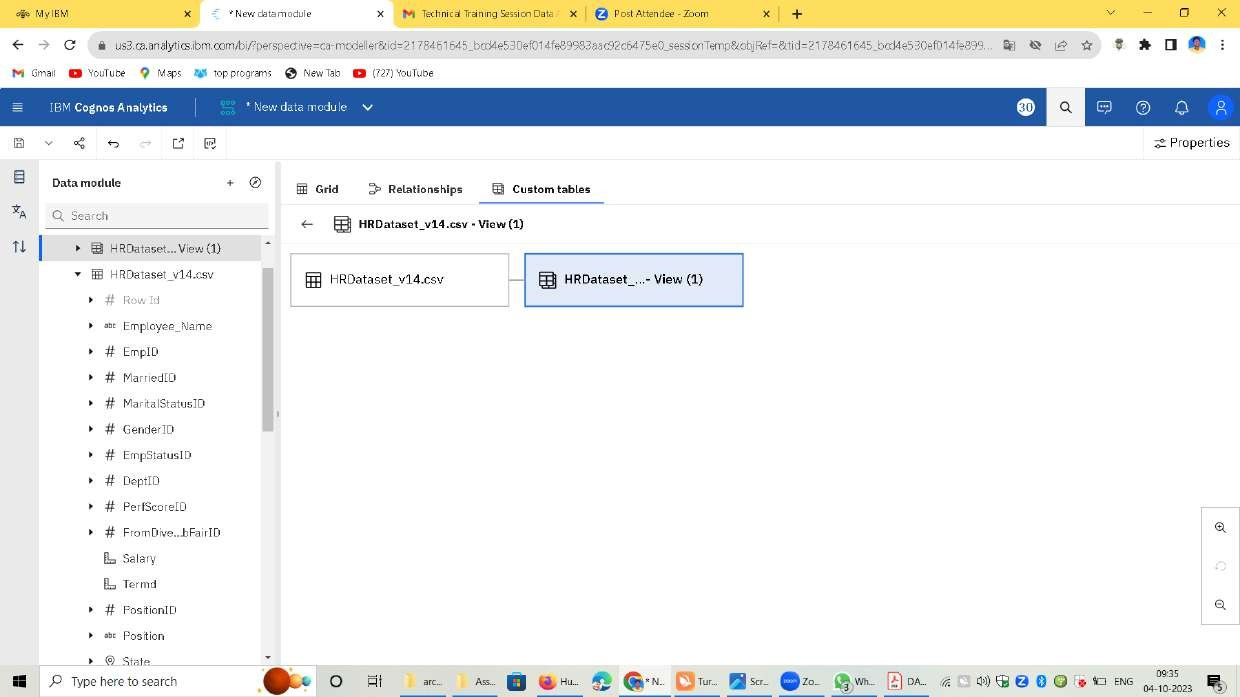 My IBM
* New data module
Technical Training Session Data A
Post Attendee - Zoom
us3.ca.analytics.ibm.com/bi/?perspective=ca-modeller&id=2178461645_bcd4e530ef014fe89983aac92c6475e0_sessionTemp&objRef=&tid=2178461645_bcd4e530ef014fe899...
Gmail
YouTube
Maps
top programs
New Tab
(727) YouTube
IBM Cognos Analytics
* New data module
30
Properties
Data module
Search
HRDataset... View (1)
HRDataset_v14.csv
# Row Id
abc Employee_Name
# EmpID
# MarriedID
# MaritalStatusID
# GenderID
# EmpStatusID
# DeptID
# PerfScoreID
# FromDive...bFairID
Salary
Termd
# PositionID
abc Position
State
Grid
Relationships
Custom tables
HRDataset_v14.csv - View (1)
HRDataset_v14.csv
HRDataset_...- View (1)
Type here to search
arc...
Ass...
Hu...
* N...
Tur...
Scr...
zoom
Zo...
3
Wh...
DA...
ENG
09:35
04-10-2023
5